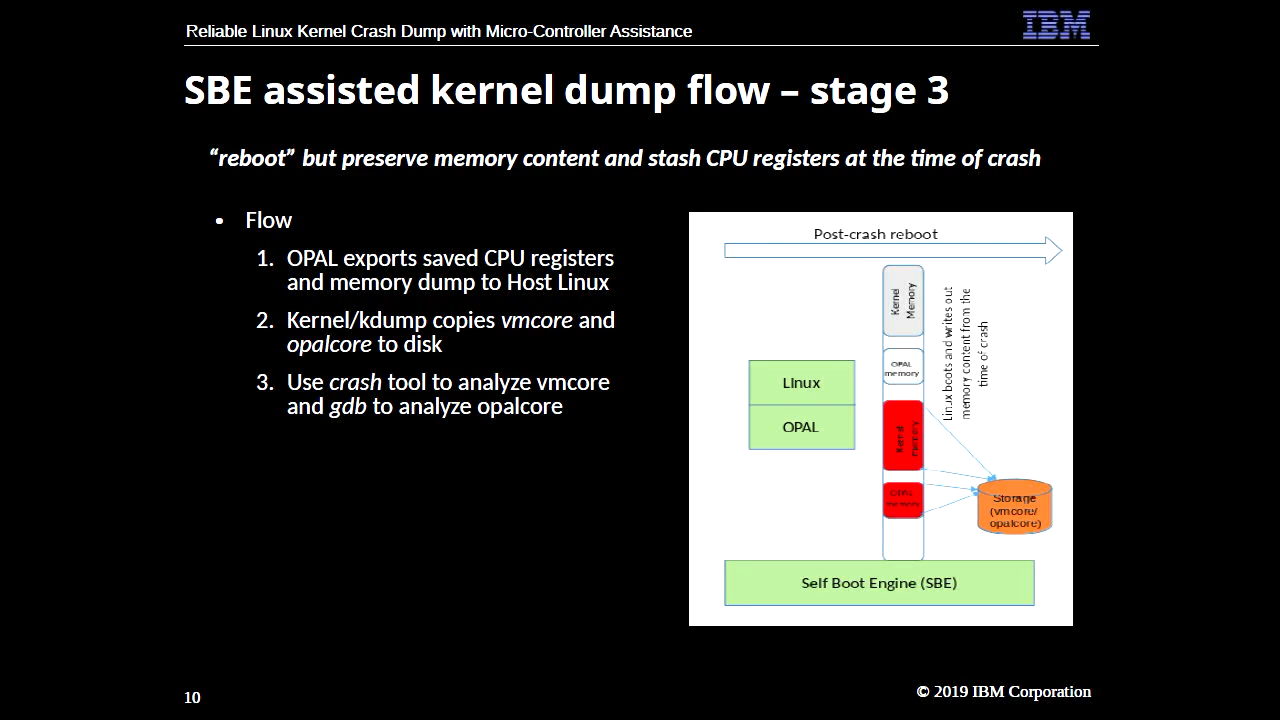 Reliable Linux Kernel Crash Dump with Micro-Controller Assistance
IBM
SBE assisted kernel dump flow – stage 3
“reboot” but preserve memory content and stash CPU registers at the time of crash
• Flow
1. OPAL exports saved CPU registers
and memory dump to Host Linux
2. Kernel/kdump copies vmcore and
opalcore to disk
3. Use crash tool to analyze vmcore
and gdb to analyze opalcore
Post-crash reboot
Kernel
Memory
OPAL
memory
Linux boots and writes out
memory content from the
time of crash
Linux
OPAL
Kernel
memory
OPAL
memory
Storage
(vmcore/
opalcore)
Self Boot Engine (SBE)
10
© 2019 IBM Corporation